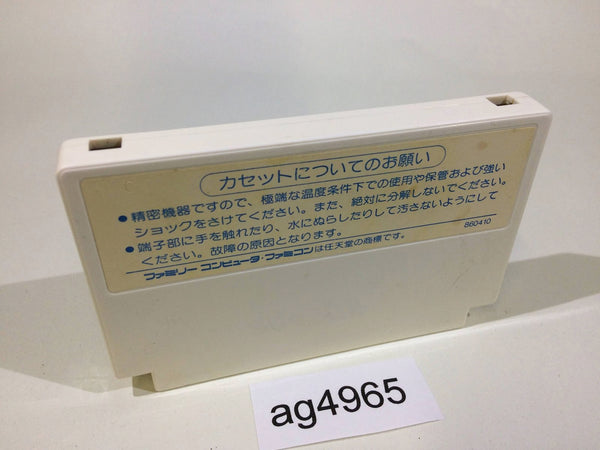 カセットについてのお願い
●精密機器ですので、極端な温度条件下での使用や保管および強い
ショックをさけてください。また、絶対に分解しないでください。
●端子部に手を触れたり、水にぬらしたりして汚さないようにして
ください。故障の原因となります。
860410
ファミリーコンピュータ・ファミコンは任天堂の商標です。
ag4965